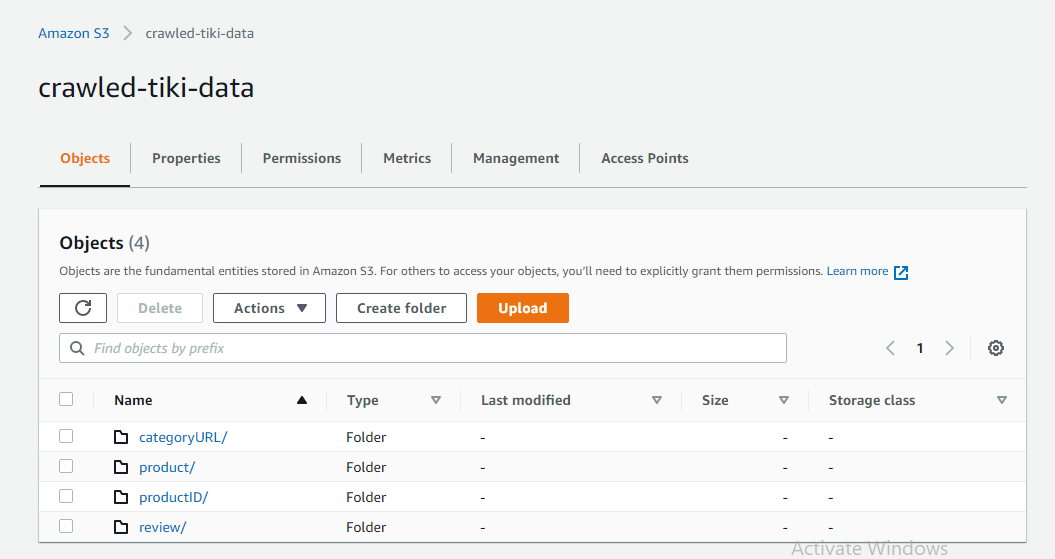 Amazon S3 > crawled-tiki-data
crawled-tiki-data
Objects Properties Permissions Metrics Management Access Points
Objects (4)
Objects are the fundamental entities stored in Amazon S3. For others to access your objects, you'll need to explicitly grant them permissions. Learn more
Delete Actions Create folder Upload
Find objects by prefix 1
Name Type Last modified Size Storage class
categoryURL/ Folder - - -
product/ Folder - - -
productID/ Folder - - -
review/ Folder - - -
Activate Windows